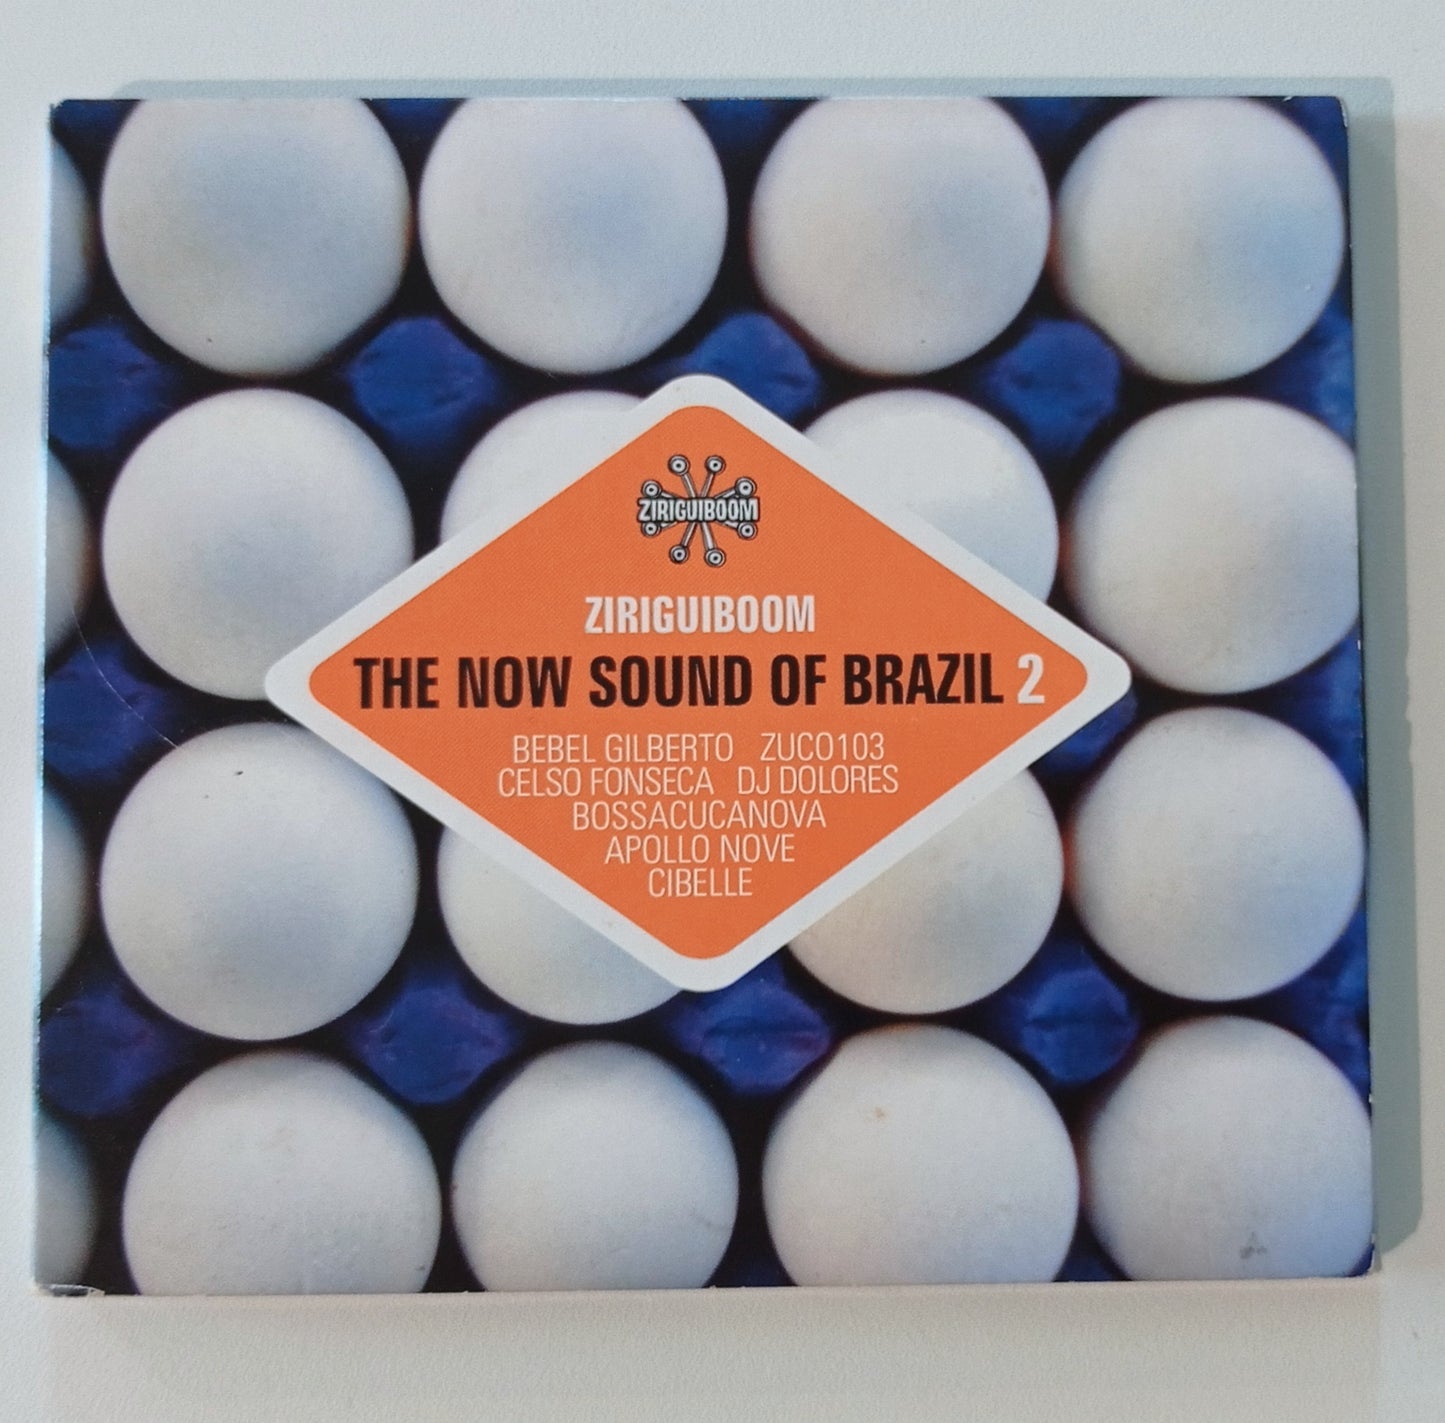 ZIRIGUIBOOM
ZIRIGUIBOOM
THE NOW SOUND OF BRAZIL 2
BEBEL GILBERTO ZUCO103
CELSO FONSECA DJ DOLORES
BOSSACUCANOVA
APOLLO NOVE
CIBELLE